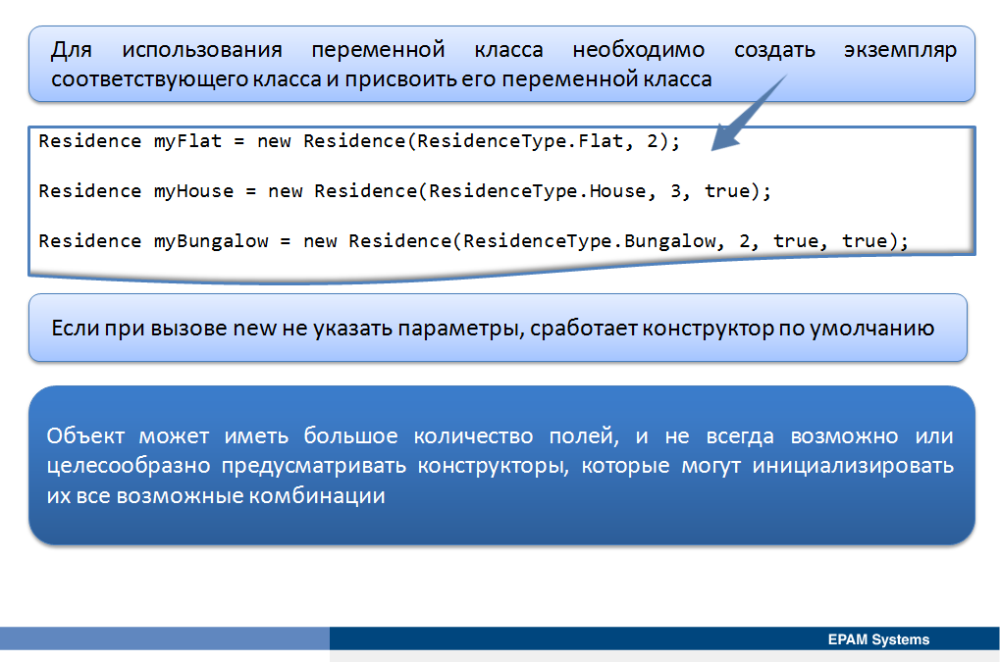 Для использования переменной класса необходимо создать экземпляр
соответствующего класса и присвоить его переменной класса
Residence myFlat = new Residence(ResidenceType.Flat, 2);
Residence myHouse = new Residence(ResidenceType.House, 3, true);
Residence myBungalow = new Residence(ResidenceType.Bungalow, 2, true, true);
Если при вызове new не указать параметры, сработает конструктор по умолчанию
Объект может иметь большое количество полей, и не всегда возможно или
целесообразно предусматривать конструкторы, которые могут инициализировать
их все возможные комбинации
EPAM Systems